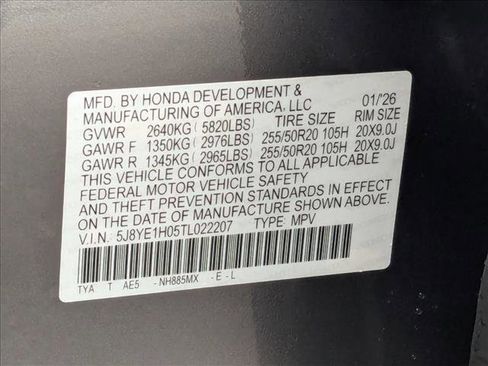 MFD. BY HONDA DEVELOPMENT &
MANUFACTURING OF AMERICA, LLC 01/'26
GVWR 2640KG (5820LBS) TIRE SIZE RIM SIZE
GAWR F 1350KG (2976LBS) 255/50R20 105H 20X9.0J
GAWR R 1345KG (2965LBS) 255/50R20 105H 20X9.0J
THIS VEHICLE CONFORMS TO ALL APPLICABLE
FEDERAL MOTOR VEHICLE SAFETY
AND THEFT PREVENTION STANDARDS IN EFFECT
ON THE DATE OF MANUFACTURE SHOWN ABOVE.
V.I.N. 5J8YE1H05TL022207 TYPE: MPV
TYA T AE5 -NH885MX -E-L